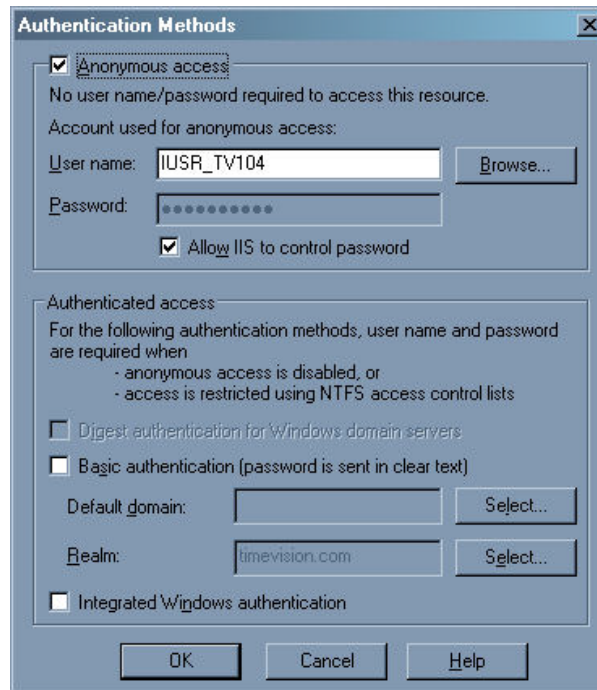 Authentication Methods
Anonymous access
No user name/password required to access this resource.
Account used for anonymous access:
User name: IUSR_TV104 Browse...
Password: ●●●●●●●●●●
Allow IIS to control password
Authenticated access
For the following authentication methods, user name and password
are required when
- anonymous access is disabled, or
- access is restricted using NTFS access control lists
Digest authentication for Windows domain servers
Basic authentication (password is sent in clear text)
Default domain: Select...
Realm: timevision.com Select...
Integrated Windows authentication
OK Cancel Help